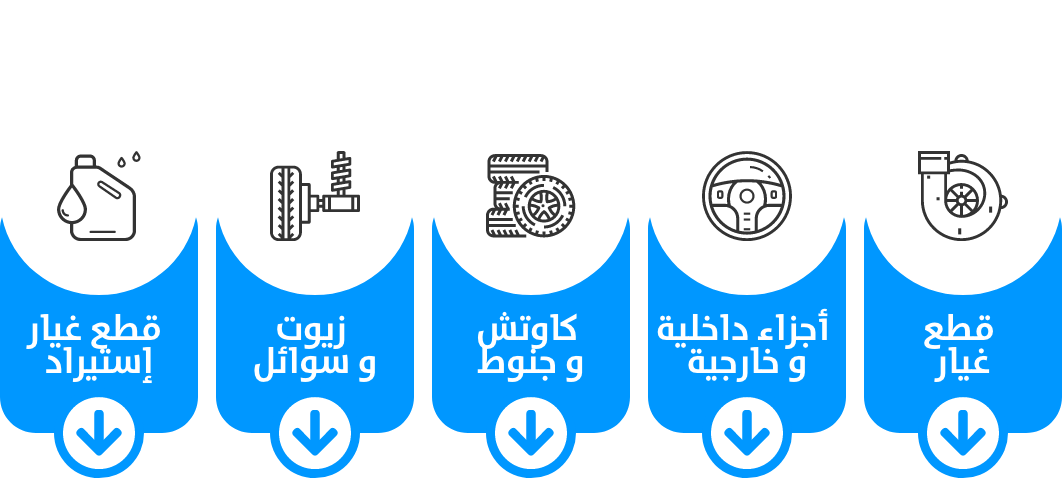 قطع
غيار
أجزاء داخلية
و خارجية
كاوتش
و جنوط
زيوت
و سوائل
قطع غيار
إستيراد